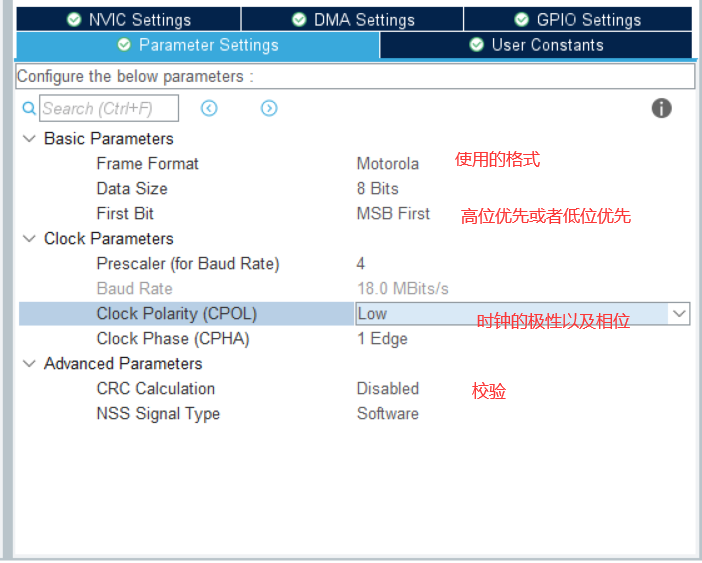 NVIC Settings DMA Settings GPIO Settings
Parameter Settings User Constants
Configure the below parameters :
Search (Ctrl+F)
Basic Parameters
Frame Format Motorola 使用的格式
Data Size 8 Bits
First Bit MSB First 高位优先或者低位优先
Clock Parameters
Prescaler (for Baud Rate) 4
Baud Rate 18.0 MBits/s
Clock Polarity (CPOL) Low 时钟的极性以及相位
Clock Phase (CPHA) 1 Edge
Advanced Parameters
CRC Calculation Disabled 校验
NSS Signal Type Software